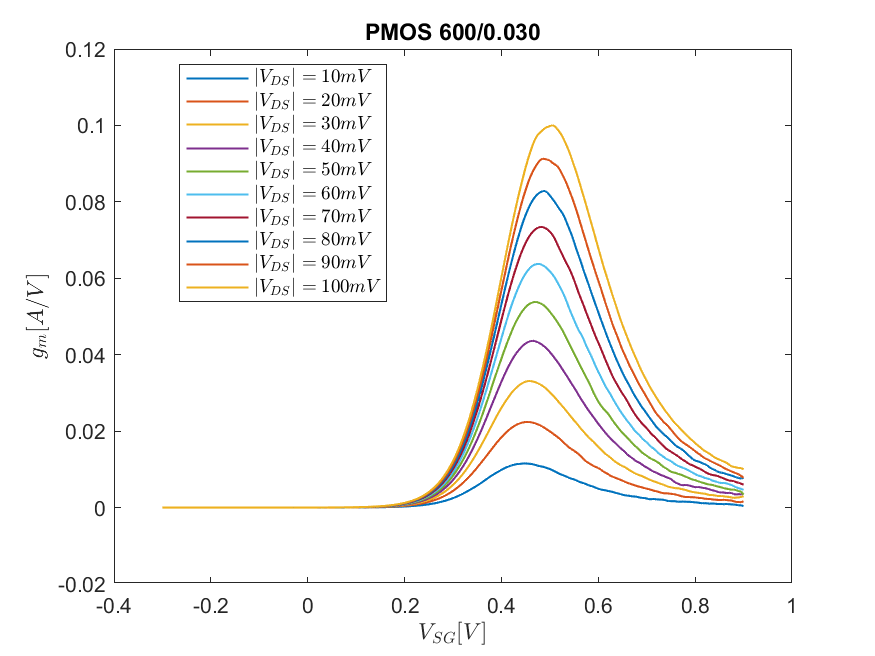 PMOS 600/0.030
0.12
0.1
0.08
0.06
0.04
0.02
0
-0.02
g_m[A/V]
|V_DS| = 10mV
|V_DS| = 20mV
|V_DS| = 30mV
|V_DS| = 40mV
|V_DS| = 50mV
|V_DS| = 60mV
|V_DS| = 70mV
|V_DS| = 80mV
|V_DS| = 90mV
|V_DS| = 100mV
-0.4 -0.2 0 0.2 0.4 0.6 0.8 1
V_SG[V]